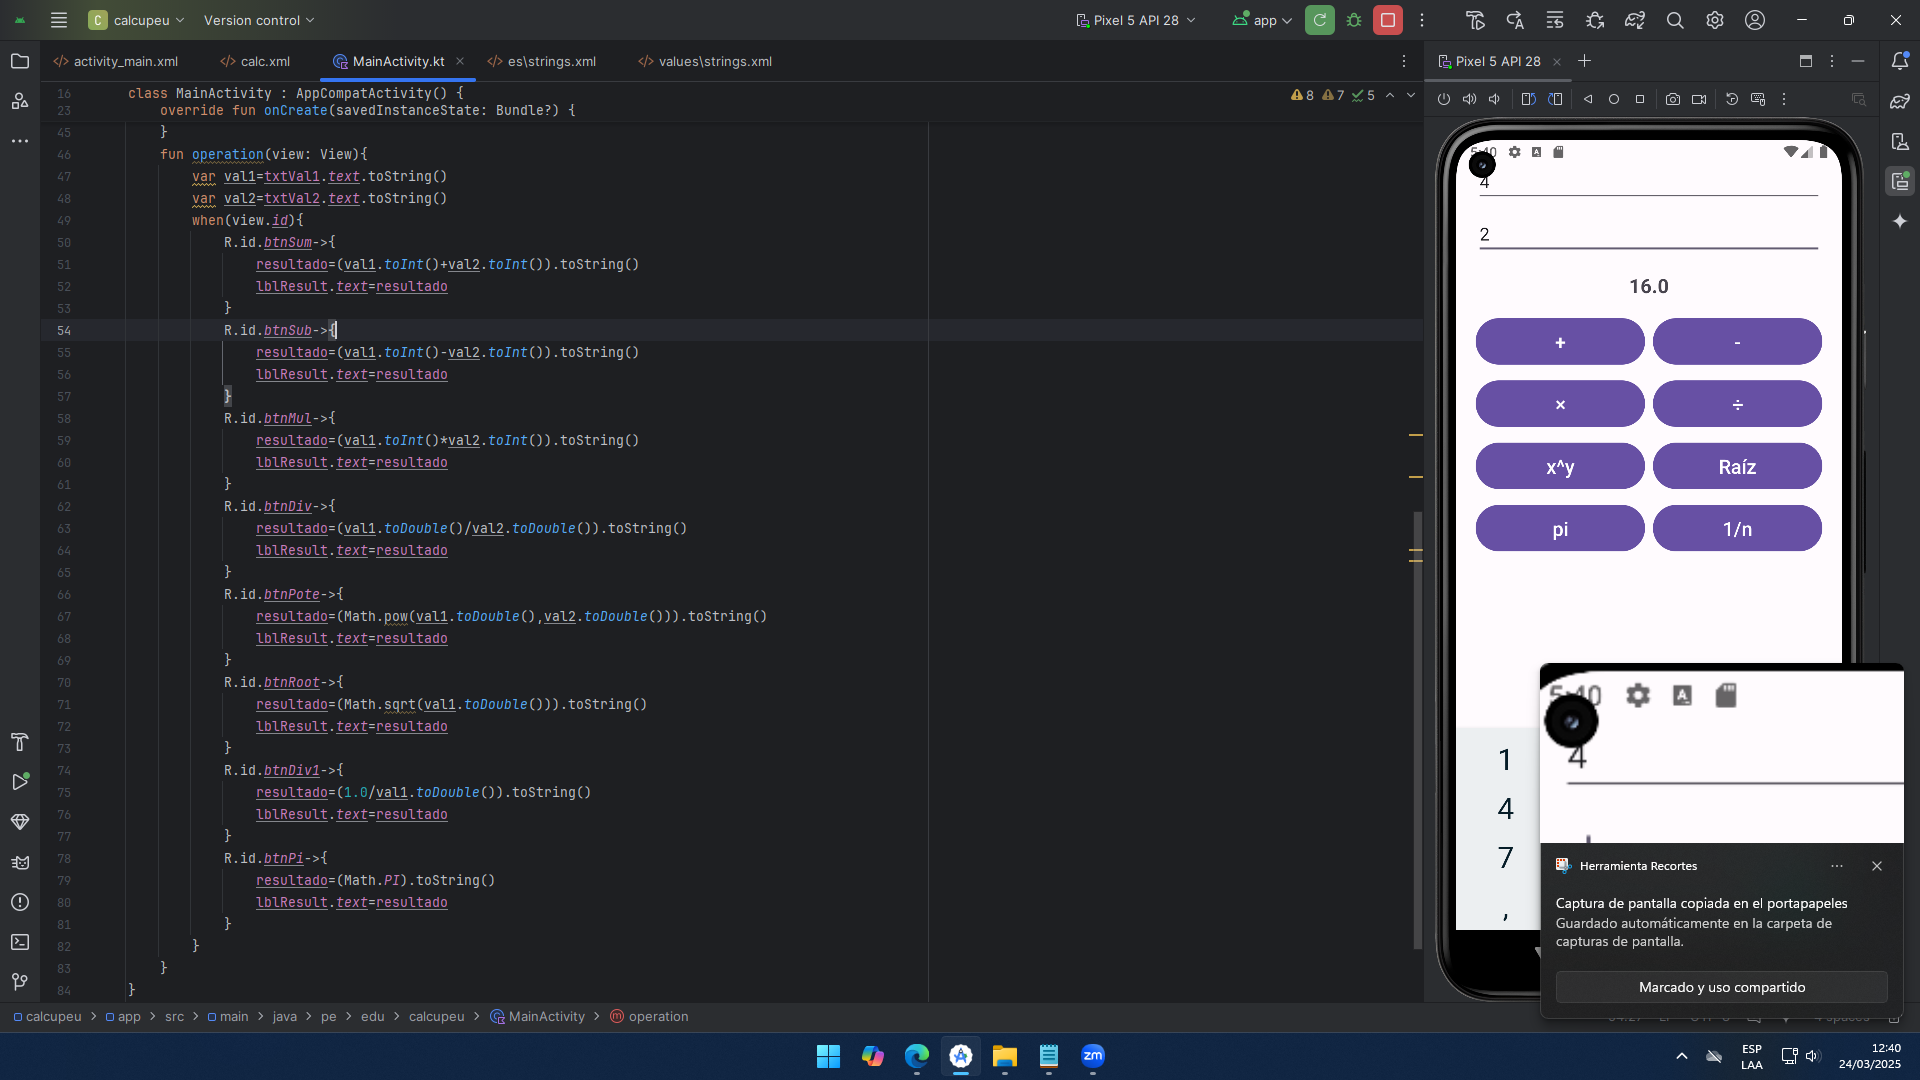 C calcupeu Version control Pixel 5 API 28 app
activity_main.xml calc.xml MainActivity.kt es\strings.xml values\strings.xml Pixel 5 API 28
16 class MainActivity : AppCompatActivity() { 8 7 5
23 override fun onCreate(savedInstanceState: Bundle?) {
45 }
46 fun operation(view: View){
47 var val1=txtVal1.text.toString()
48 var val2=txtVal2.text.toString()
49 when(view.id){
50 R.id.btnSum->{
51 resultado=(val1.toInt()+val2.toInt()).toString()
52 lblResult.text=resultado
53 }
54 R.id.btnSub->{
55 resultado=(val1.toInt()-val2.toInt()).toString()
56 lblResult.text=resultado
57 }
58 R.id.btnMul->{
59 resultado=(val1.toInt()*val2.toInt()).toString()
60 lblResult.text=resultado
61 }
62 R.id.btnDiv->{
63 resultado=(val1.toDouble()/val2.toDouble()).toString()
64 lblResult.text=resultado
65 }
66 R.id.btnPote->{
67 resultado=(Math.pow(val1.toDouble(),val2.toDouble())).toString()
68 lblResult.text=resultado
69 }
70 R.id.btnRoot->{
71 resultado=(Math.sqrt(val1.toDouble())).toString()
72 lblResult.text=resultado
73 }
74 R.id.btnDiv1->{
75 resultado=(1.0/val1.toDouble()).toString()
76 lblResult.text=resultado
77 }
78 R.id.btnPi->{
79 resultado=(Math.PI).toString()
80 lblResult.text=resultado
81 }
82 }
83 }
84 }
5:40
4
2
16.0
+ -
× ÷
x^y Raíz
pi 1/n
1
4
7
,
5:40
4
Herramienta Recortes
Captura de pantalla copiada en el portapapeles
Guardado automáticamente en la carpeta de
capturas de pantalla.
Marcado y uso compartido
calcupeu > app > src > main > java > pe > edu > calcupeu > MainActivity > operation
zm
ESP
LAA
12:40
24/03/2025